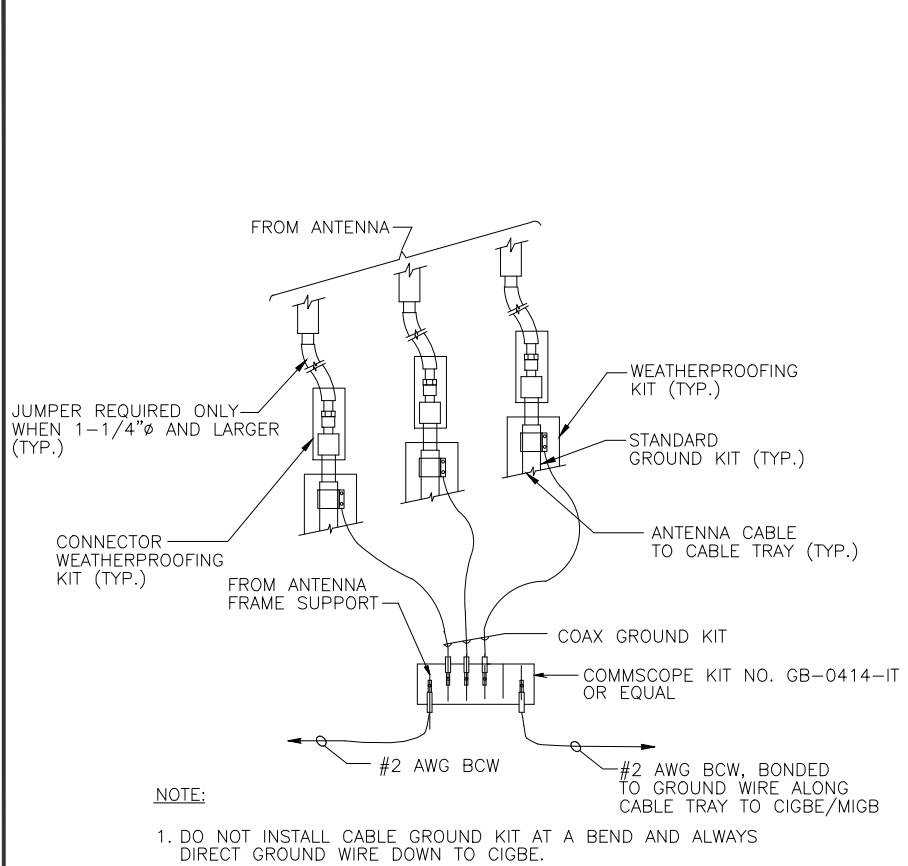 FROM ANTENNA
WEATHERPROOFING
KIT (TYP.)
JUMPER REQUIRED ONLY
WHEN 1-1/4"ø AND LARGER
(TYP.)
STANDARD
GROUND KIT (TYP.)
ANTENNA CABLE
TO CABLE TRAY (TYP.)
CONNECTOR
WEATHERPROOFING
KIT (TYP.)
FROM ANTENNA
FRAME SUPPORT
COAX GROUND KIT
COMMSCOPE KIT NO. GB-0414-IT
OR EQUAL
#2 AWG BCW
#2 AWG BCW, BONDED
TO GROUND WIRE ALONG
CABLE TRAY TO CIGBE/MIGB
NOTE:
1. DO NOT INSTALL CABLE GROUND KIT AT A BEND AND ALWAYS
DIRECT GROUND WIRE DOWN TO CIGBE.